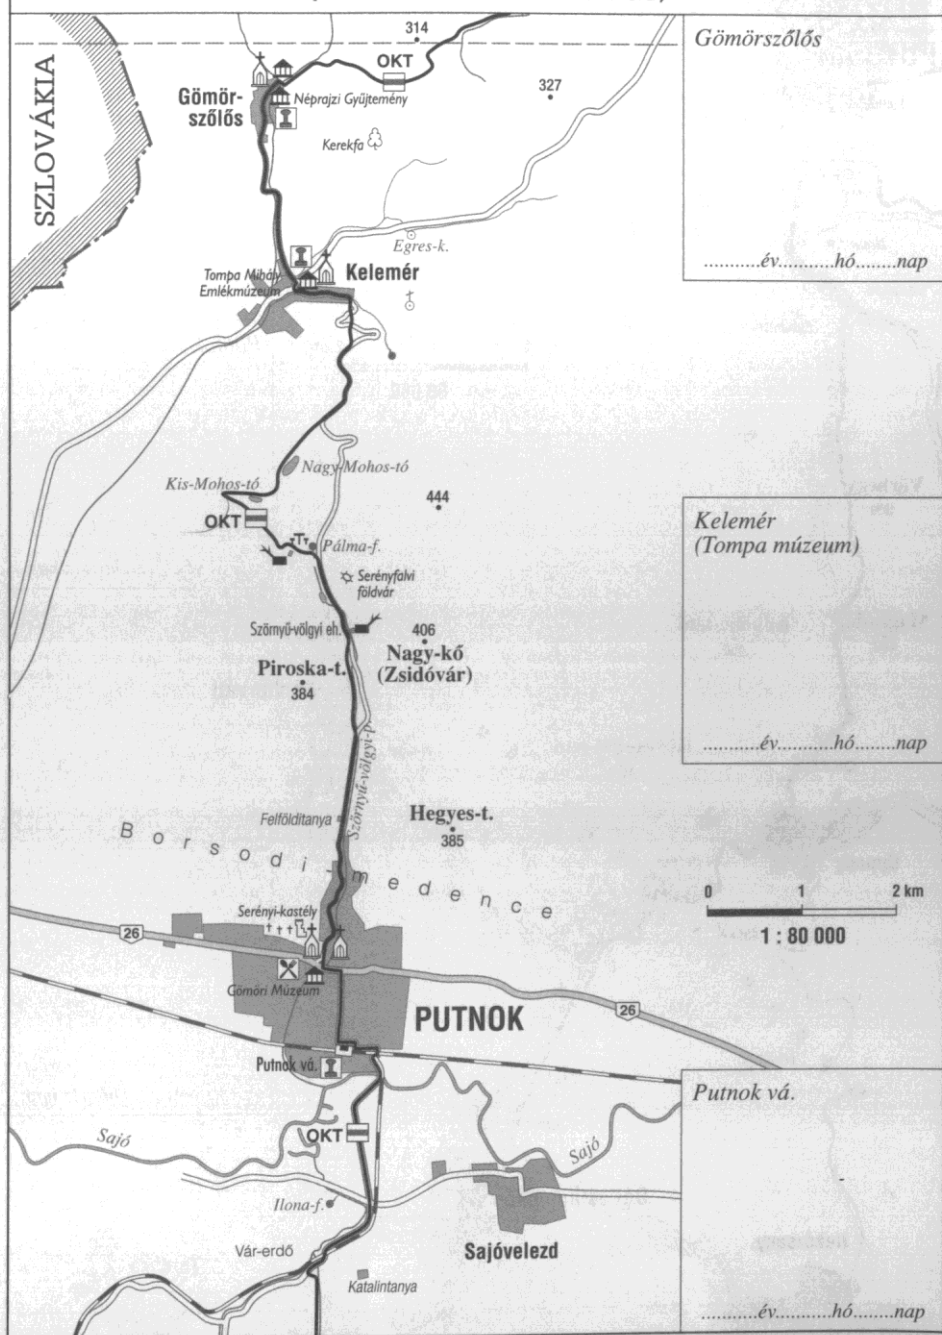 314
OKT
SZLOVÁKIA
Gömör-
szőlős
Néprajzi Gyűjtemény
327
Kerekfa
Egres-k.
Tompa Mihály
Emlékmúzeum
Kelemér
Nagy-Mohos-tó
Kis-Mohos-tó
OKT
444
Pálma-f.
Serényfalvi
földvár
Szörnyű-völgyi eh.
406
Nagy-kő
(Zsidóvár)
Piroska-t.
384
Szörnyű-völgyi-p.
Felfölditanya
Hegyes-t.
385
Borsodi-medence
Serényi-kastély
26
Gömöri Múzeum
PUTNOK
26
Putnok vá.
OKT
Sajó
Sajó
Ilona-f.
Vár-erdő
Sajóvelezd
Katalintanya
Gömörszőlős
...........év...........hó........nap
Kelemér
(Tompa múzeum)
...........év...........hó........nap
0 1 2 km
1 : 80 000
Putnok vá.
...........év...........hó........nap